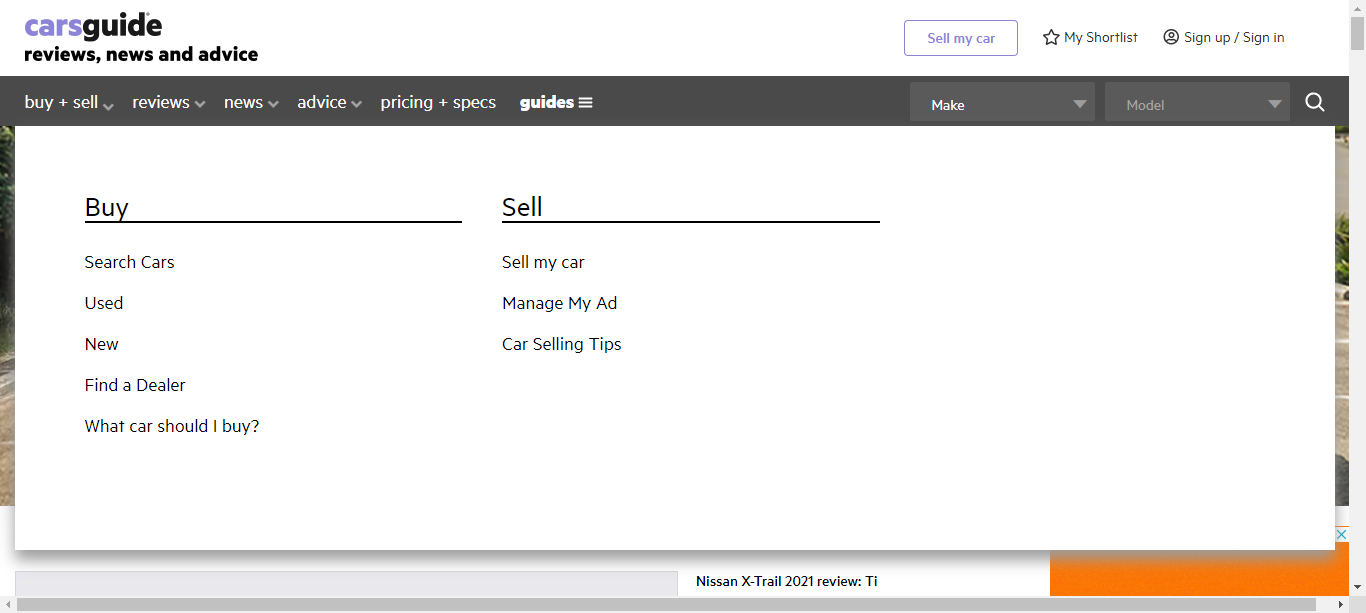 carsguide
reviews, news and advice
Sell my car
My Shortlist
Sign up / Sign in
buy + sell
reviews
news
advice
pricing + specs
guides
Make
Model
Buy
Search Cars
Used
New
Find a Dealer
What car should I buy?
Sell
Sell my car
Manage My Ad
Car Selling Tips
Nissan X-Trail 2021 review: Ti